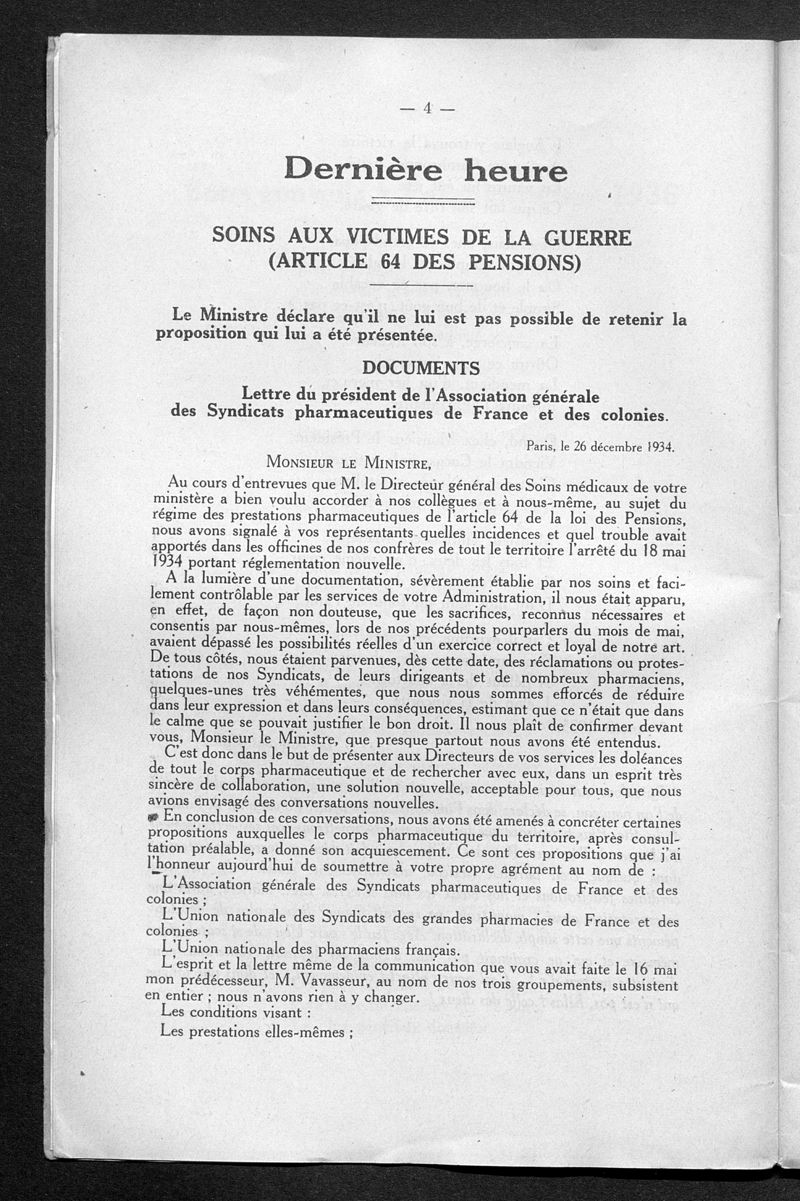 — 4 —
Dernière heure
SOINS AUX VICTIMES DE LA GUERRE
(ARTICLE 64 DES PENSIONS)
Le Ministre déclare qu'il ne lui est pas possible de retenir la
proposition qui lui a été présentée.
DOCUMENTS
Lettre du président de l'Association générale
des Syndicats pharmaceutiques de France et des colonies.
Paris, le 26 décembre 1934.
MONSIEUR LE MINISTRE,
Au cours d'entrevues que M. le Directeur général des Soins médicaux de votre
ministère a bien voulu accorder à nos collègues et à nous-même, au sujet du
régime des prestations pharmaceutiques de l'article 64 de la loi des Pensions,
nous avons signalé à vos représentants quelles incidences et quel trouble avait
apportés dans les officines de nos confrères de tout le territoire l'arrêté du 18 mai
1934 portant réglementation nouvelle.
A la lumière d'une documentation, sévèrement établie par nos soins et faci-
lement contrôlable par les services de votre Administration, il nous était apparu,
en effet, de façon non douteuse, que les sacrifices, reconnus nécessaires et
consentis par nous-mêmes, lors de nos précédents pourparlers du mois de mai,
avaient dépassé les possibilités réelles d'un exercice correct et loyal de notre art.
De tous côtés, nous étaient parvenues, dès cette date, des réclamations ou protes-
tations de nos Syndicats, de leurs dirigeants et de nombreux pharmaciens,
quelques-unes très véhémentes, que nous nous sommes efforcés de réduire
dans leur expression et dans leurs conséquences, estimant que ce n'était que dans
le calme que se pouvait justifier le bon droit. Il nous plaît de confirmer devant
vous, Monsieur le Ministre, que presque partout nous avons été entendus.
C'est donc dans le but de présenter aux Directeurs de vos services les doléances
de tout le corps pharmaceutique et de rechercher avec eux, dans un esprit très
sincère de collaboration, une solution nouvelle, acceptable pour tous, que nous
avions envisagé des conversations nouvelles.
En conclusion de ces conversations, nous avons été amenés à concréter certaines
propositions auxquelles le corps pharmaceutique du territoire, après consul-
tation préalable, a donné son acquiescement. Ce sont ces propositions que j'ai
l'honneur aujourd'hui de soumettre à votre propre agrément au nom de :
L'Association générale des Syndicats pharmaceutiques de France et des
colonies ;
L'Union nationale des Syndicats des grandes pharmacies de France et des
colonies ;
L'Union nationale des pharmaciens français.
L'esprit et la lettre même de la communication que vous avait faite le 16 mai
mon prédécesseur, M. Vavasseur, au nom de nos trois groupements, subsistent
en entier ; nous n'avons rien à y changer.
Les conditions visant :
Les prestations elles-mêmes ;